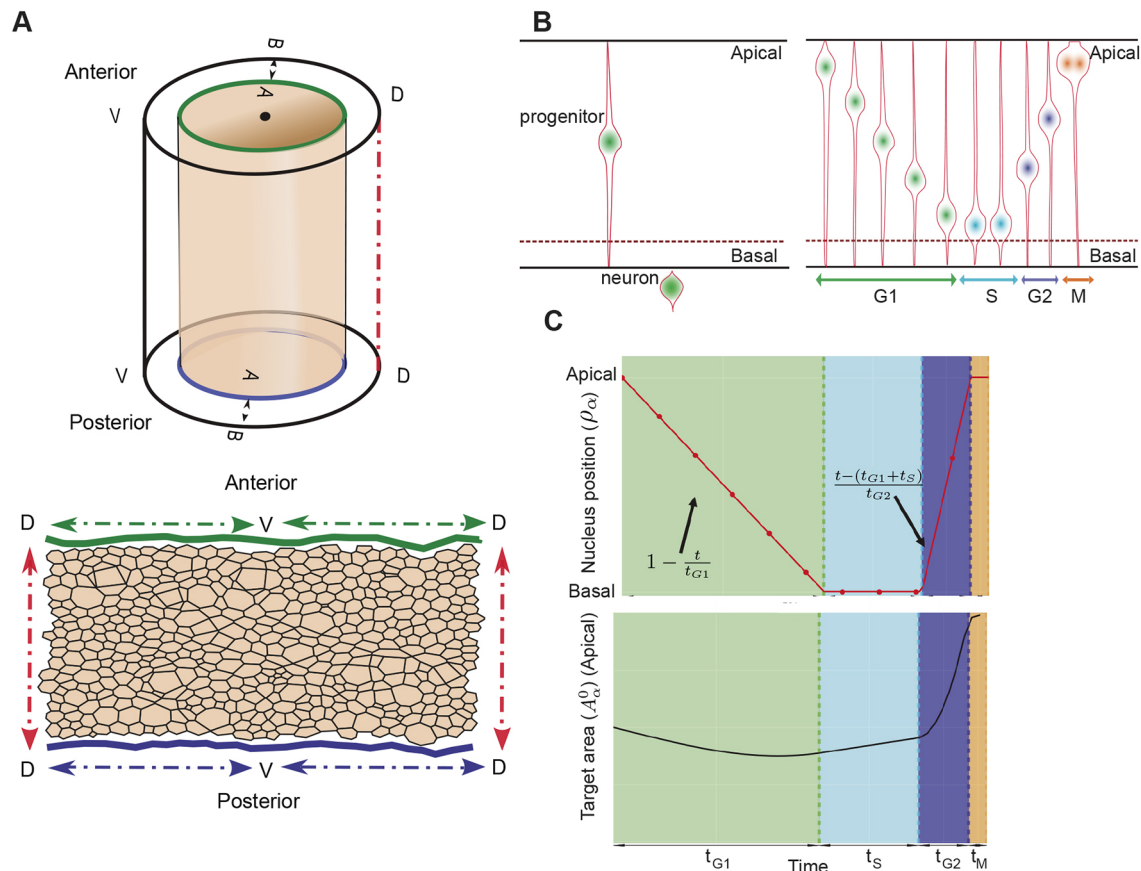 A
B
Anterior
A
V
D
V
A
D
Posterior
B
Anterior
D
V
D
D
V
D
Posterior
B
Apical
progenitor
Basal
neuron
Apical
Basal
G1
S
G2
M
C
Apical
Nucleus position (ρα)
1 − t/tG1
t−(tG1+tS)/tG2
Basal
Target area (A⁰α) (Apical)
tG1
Time
tS
tG2
tM